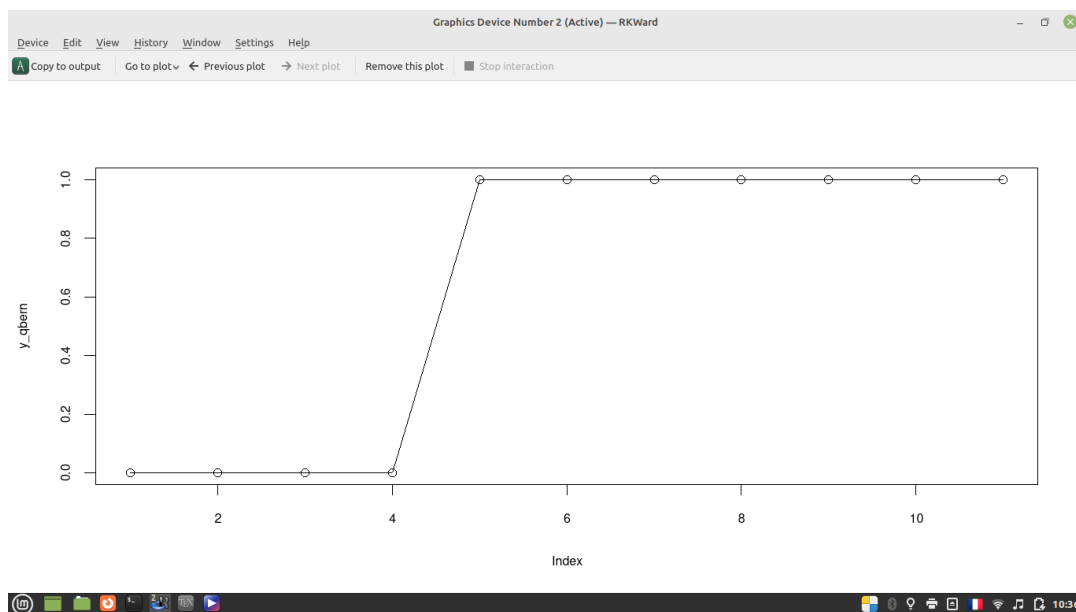 Graphics Device Number 2 (Active) — RKWard
Device Edit View History Window Settings Help
Copy to output Go to plot Previous plot Next plot Remove this plot Stop interaction
1.0
0.8
0.6
0.4
0.2
0.0
y_qbern
2 4 6 8 10
Index